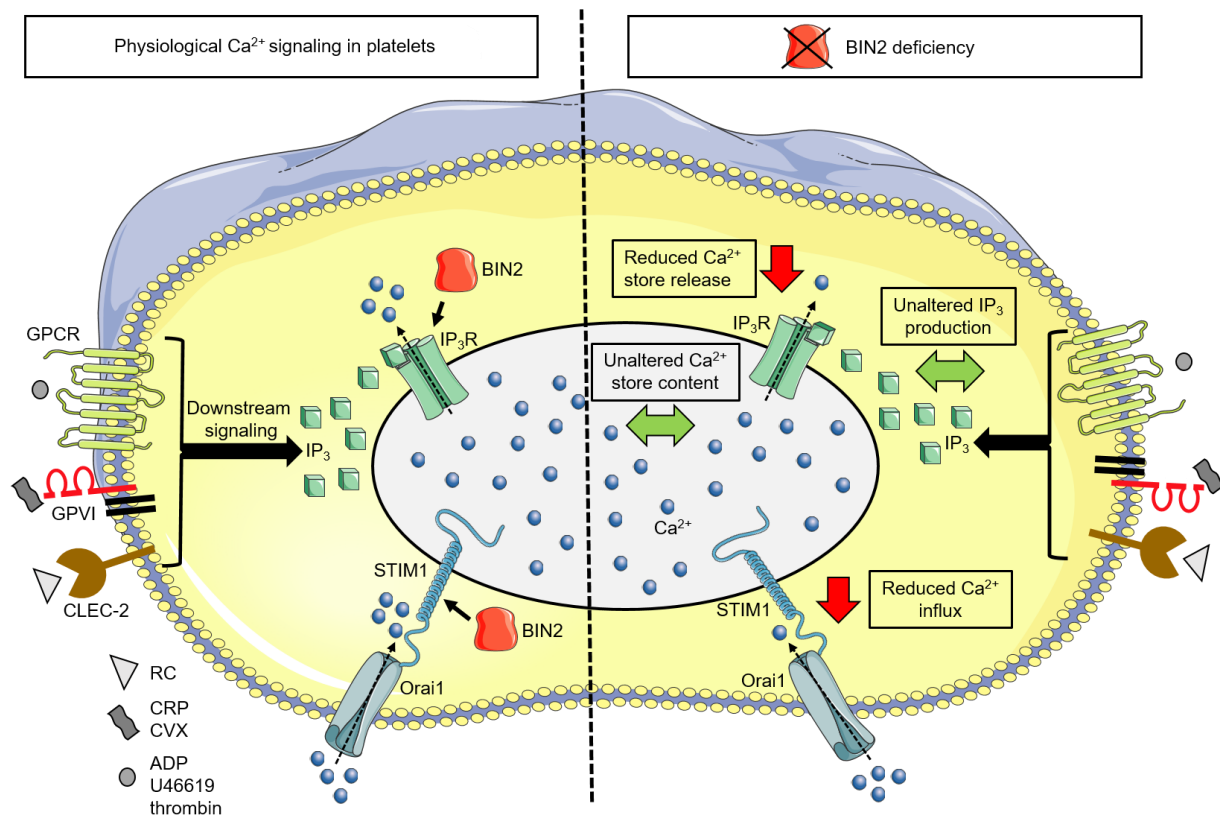 Physiological Ca²⁺ signaling in platelets
BIN2 deficiency
BIN2
IP₃R
GPCR
Downstream
signaling
IP₃
GPVI
CLEC-2
STIM1
BIN2
Orai1
RC
CRP
CVX
ADP
U46619
thrombin
Reduced Ca²⁺
store release
IP₃R
Unaltered IP₃
production
Unaltered Ca²⁺
store content
IP₃
Ca²⁺
STIM1
Reduced Ca²⁺
influx
Orai1